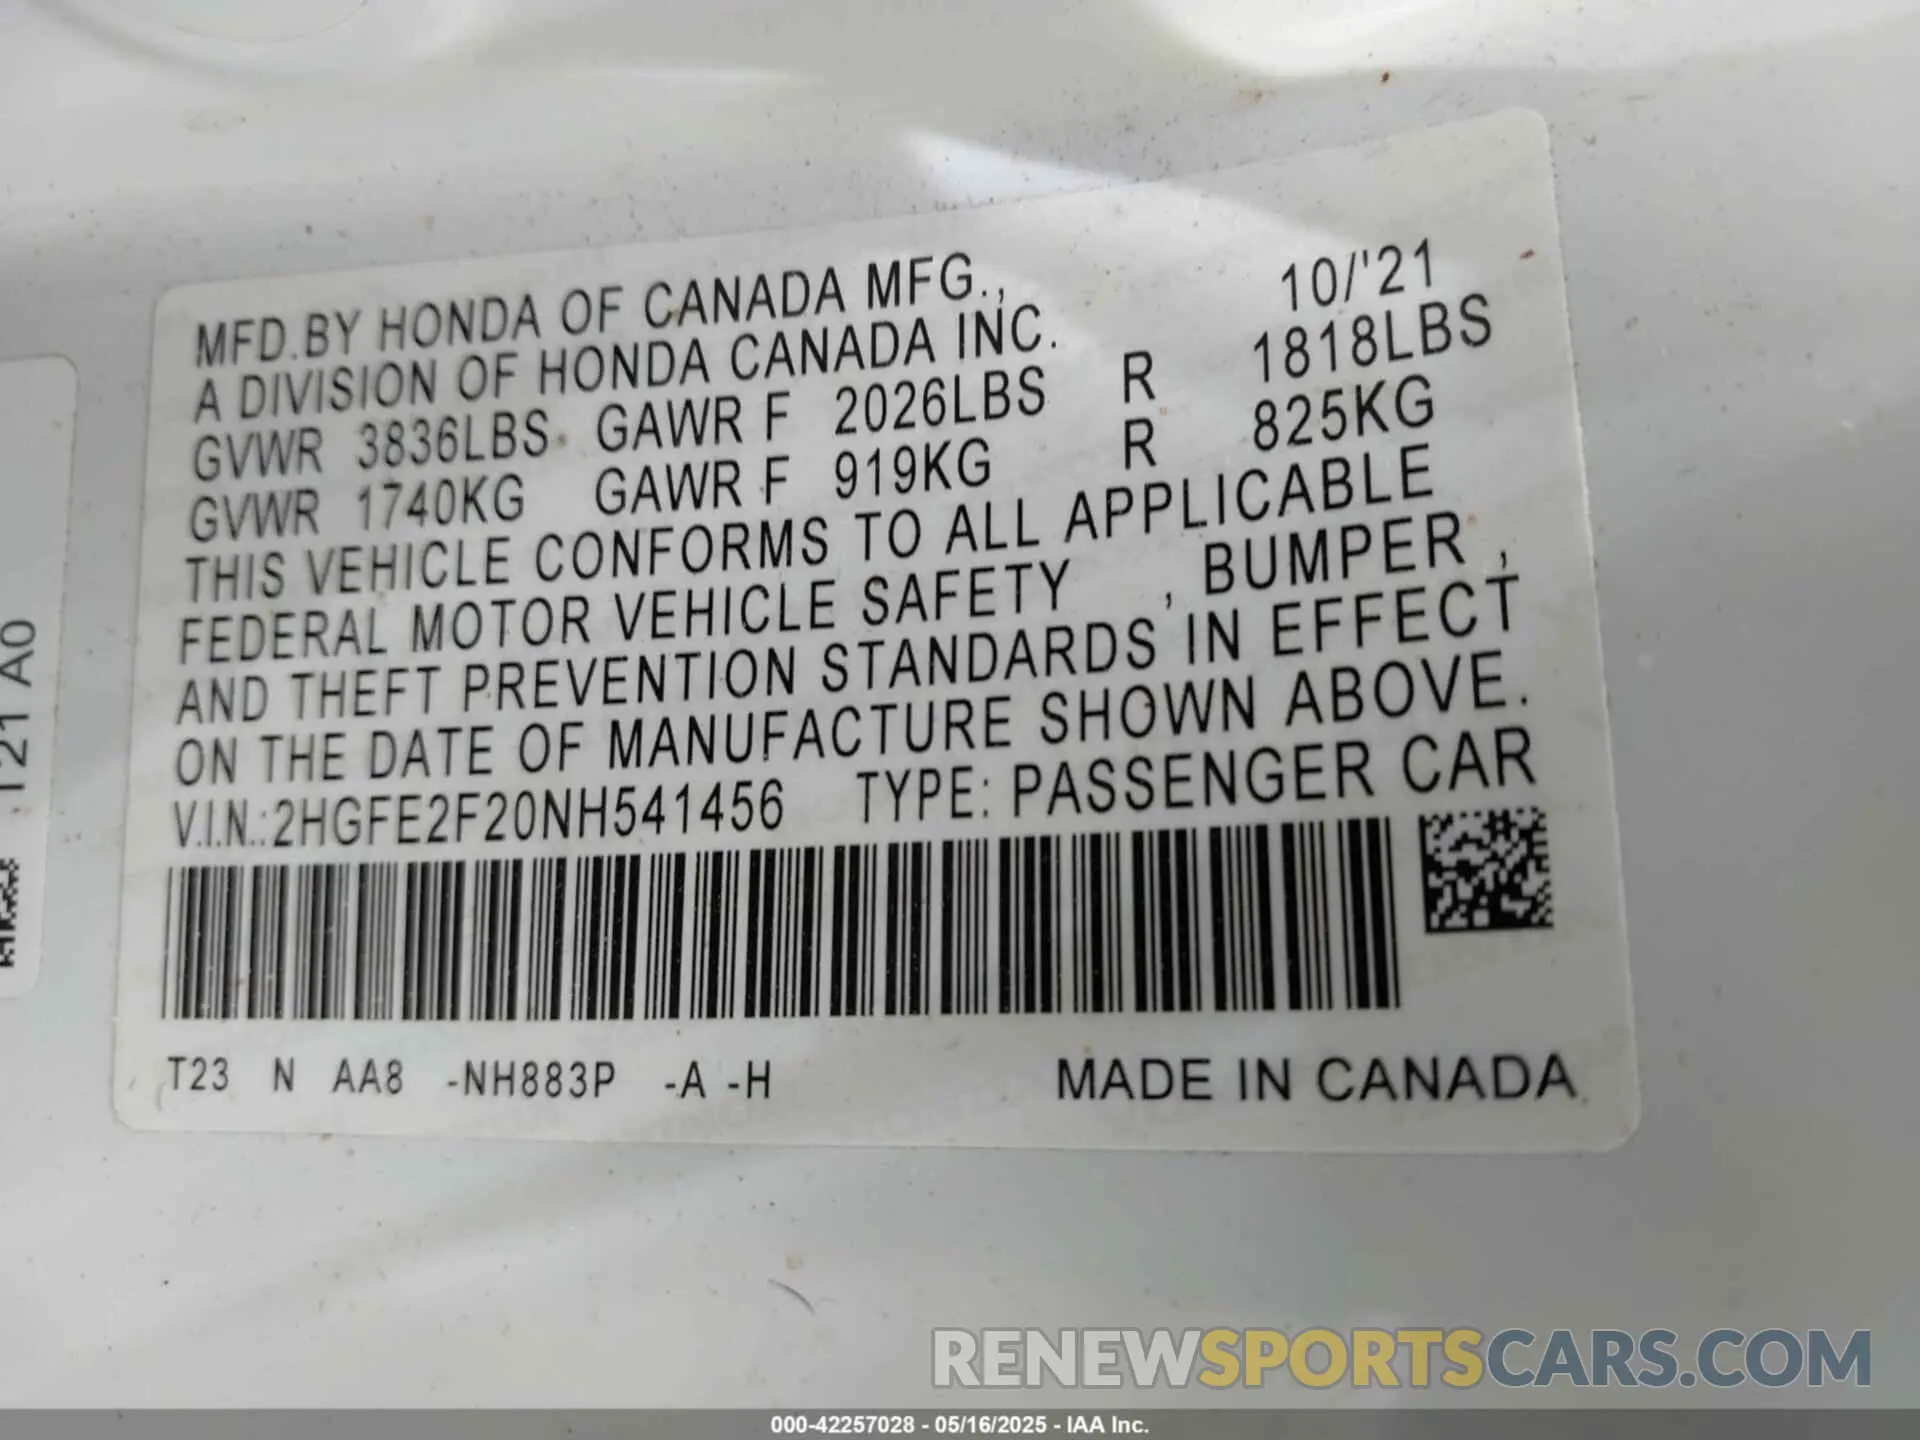 MFD.BY HONDA OF CANADA MFG., 10/'21
A DIVISION OF HONDA CANADA INC.
GVWR 3836LBS GAWR F 2026LBS R 1818LBS
GVWR 1740KG GAWR F 919KG R 825KG
THIS VEHICLE CONFORMS TO ALL APPLICABLE
FEDERAL MOTOR VEHICLE SAFETY , BUMPER ,
AND THEFT PREVENTION STANDARDS IN EFFECT
ON THE DATE OF MANUFACTURE SHOWN ABOVE.
V.I.N.:2HGFE2F20NH541456 TYPE: PASSENGER CAR
T23 N AA8 -NH883P -A -H MADE IN CANADA
T21 A0
RENEWSPORTSCARS.COM
000-42257028 - 05/16/2025 - IAA Inc.